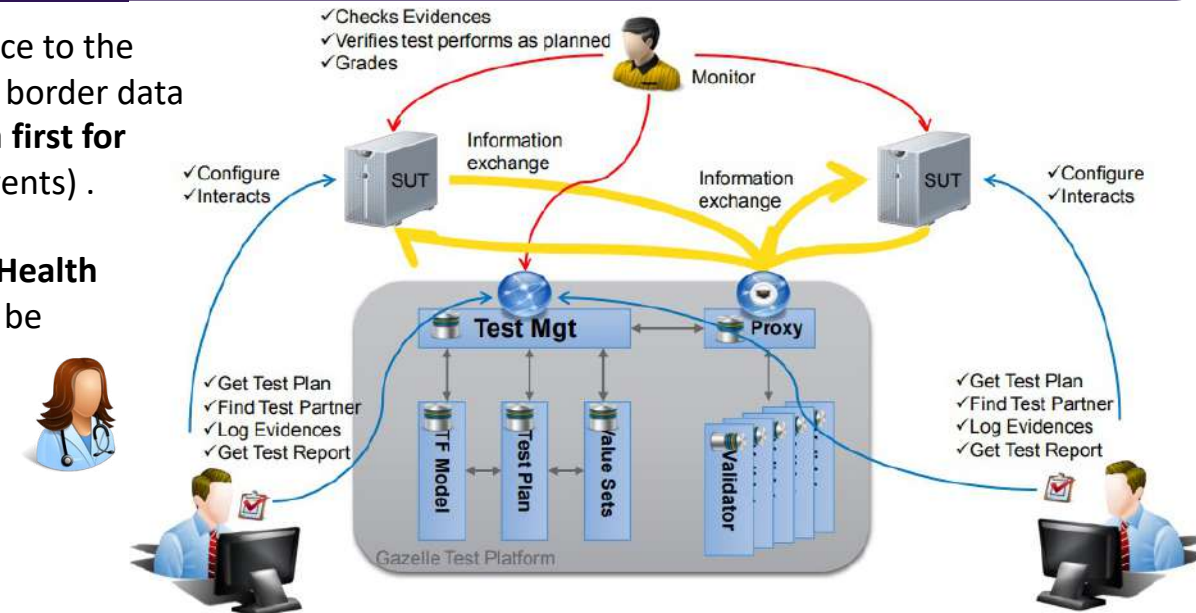 ce to the
border data
first for
ents) .
Health
be
✓Checks Evidences
✓Verifies test performs as planned
✓Grades
Monitor
Information
exchange
Information
exchange
SUT
SUT
✓Configure
✓Interacts
✓Configure
✓Interacts
Test Mgt
Proxy
✓Get Test Plan
✓Find Test Partner
✓Log Evidences
✓Get Test Report
✓Get Test Plan
✓Find Test Partner
✓Log Evidences
✓Get Test Report
TF Model
Test Plan
Value Sets
Validator
Gazelle Test Platform